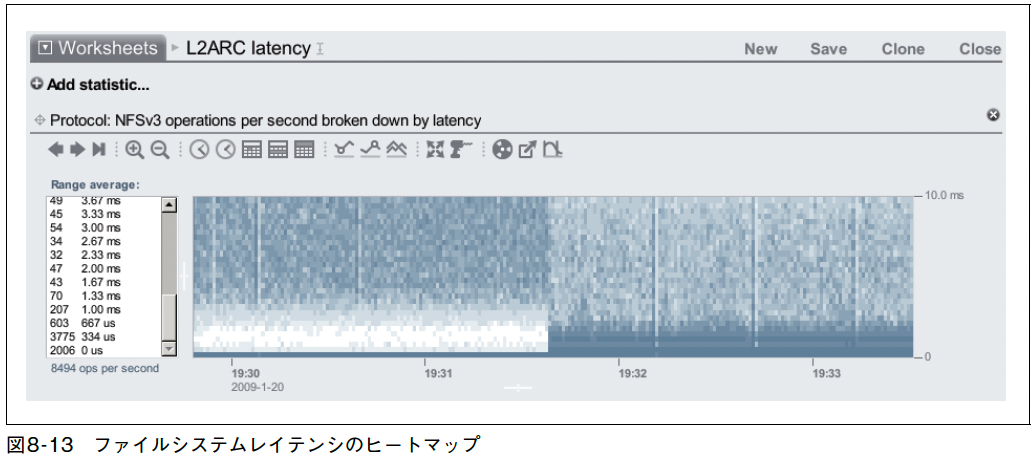 Worksheets L2ARC latency New Save Clone Close
Add statistic...
Protocol: NFSv3 operations per second broken down by latency
Range average:
49 3.67 ms
45 3.33 ms
54 3.00 ms
34 2.67 ms
32 2.33 ms
47 2.00 ms
43 1.67 ms
70 1.33 ms
207 1.00 ms
603 667 us
3775 334 us
2006 0 us
8494 ops per second
10.0 ms
0
19:30 19:31 19:32 19:33
2009-1-20
図8-13 ファイルシステムレイテンシのヒートマップ